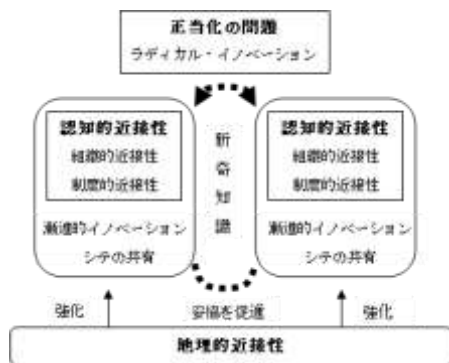 正当化の問題
ラディカル・イノベーション
認知的近接性
組織的近接性
制度的近接性
漸進的イノベーション
シテの共有
新
奇
知
識
認知的近接性
組織的近接性
制度的近接性
漸進的イノベーション
シテの共有
強化
妥協を促進
強化
地理的近接性